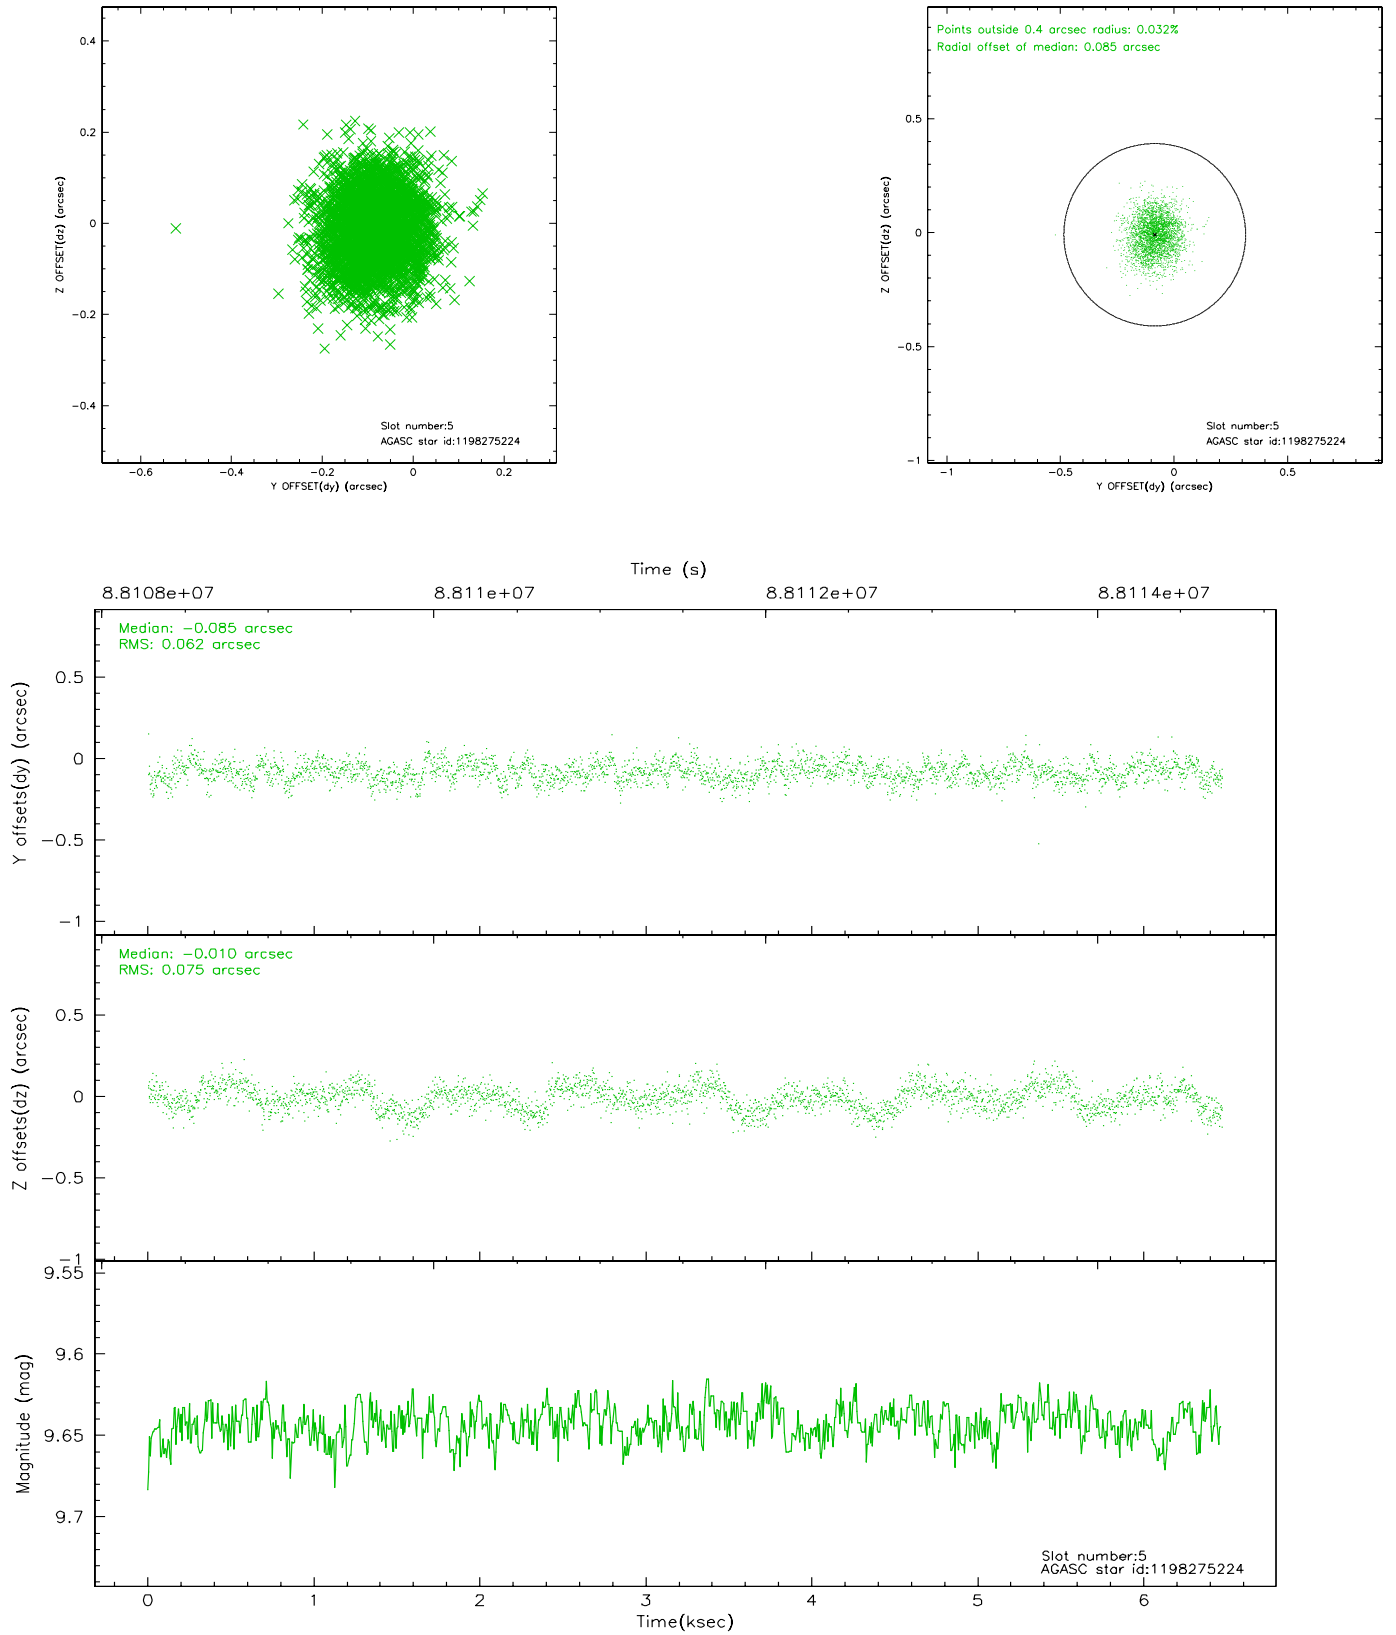 0.4
0.2
0
−0.2
−0.4
Z OFFSET(dz) (arcsec)
Slot number:5
AGASC star id:1198275224
−0.6
−0.4
−0.2
0
0.2
Y OFFSET(dy) (arcsec)
Points outside 0.4 arcsec radius: 0.032%
Radial offset of median: 0.085 arcsec
0.5
0
−0.5
−1
Z OFFSET(dz) (arcsec)
Slot number:5
AGASC star id:1198275224
−1
−0.5
0
0.5
Y OFFSET(dy) (arcsec)
Time (s)
8.8108e+07
8.811e+07
8.8112e+07
8.8114e+07
Median: −0.085 arcsec
RMS: 0.062 arcsec
0.5
0
−0.5
−1
Y offsets(dy) (arcsec)
Median: −0.010 arcsec
RMS: 0.075 arcsec
0.5
0
−0.5
−1
Z offsets(dz) (arcsec)
9.55
9.6
9.65
9.7
Magnitude (mag)
Slot number:5
AGASC star id:1198275224
0
1
2
3
4
5
6
Time(ksec)